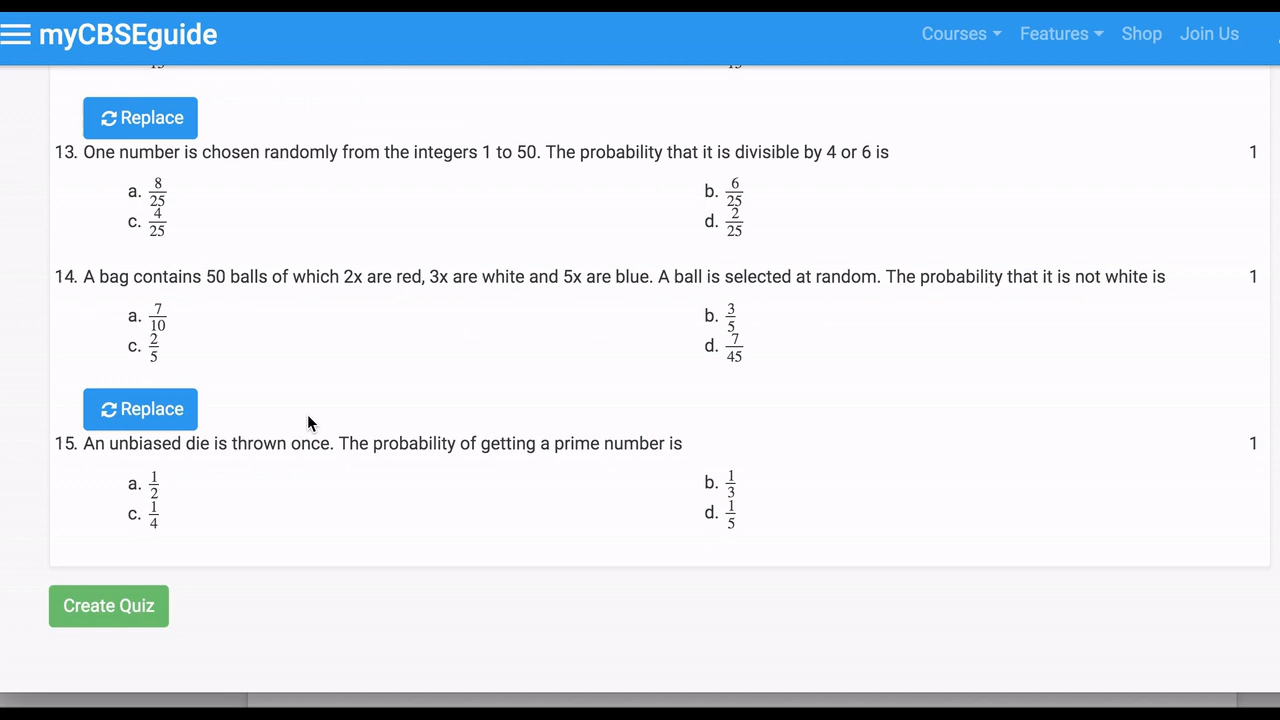 myCBSEguide
Courses Features Shop Join Us
Replace
13. One number is chosen randomly from the integers 1 to 50. The probability that it is divisible by 4 or 6 is 1
a. 8/25 b. 6/25
c. 4/25 d. 2/25
14. A bag contains 50 balls of which 2x are red, 3x are white and 5x are blue. A ball is selected at random. The probability that it is not white is 1
a. 7/10 b. 3/5
c. 2/5 d. 7/45
Replace
15. An unbiased die is thrown once. The probability of getting a prime number is 1
a. 1/2 b. 1/3
c. 1/4 d. 1/5
Create Quiz